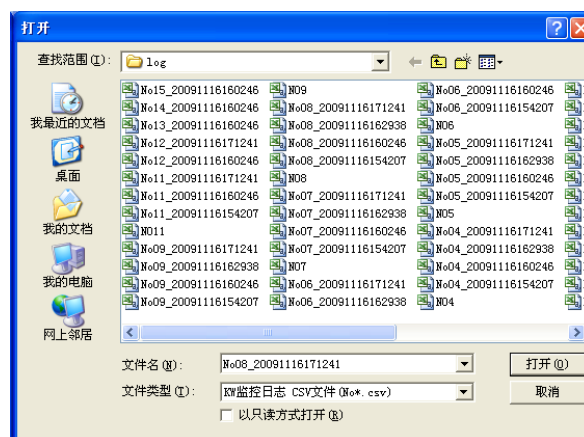 打开
查找范围(I):
log
我最近的文档
桌面
我的文档
我的电脑
网上邻居
No15_20091116160246
No14_20091116160246
No13_20091116160246
No12_20091116171241
No12_20091116160246
No11_20091116171241
No11_20091116160246
No11_20091116154207
NO11
No09_20091116171241
No09_20091116162938
No09_20091116160246
No09_20091116154207
NO9
No08_20091116171241
No08_20091116162938
No08_20091116160246
No08_20091116154207
NO8
No07_20091116171241
No07_20091116162938
No07_20091116160246
No07_20091116154207
NO7
No06_20091116171241
No06_20091116162938
No06_20091116160246
No06_20091116154207
NO6
No05_20091116171241
No05_20091116162938
No05_20091116160246
No05_20091116154207
NO5
No04_20091116171241
No04_20091116162938
No04_20091116160246
No04_20091116154207
NO4
文件名(N):
No08_20091116171241
打开(O)
文件类型(T):
KW监控日志 CSV文件(No*.csv)
取消
以只读方式打开(R)